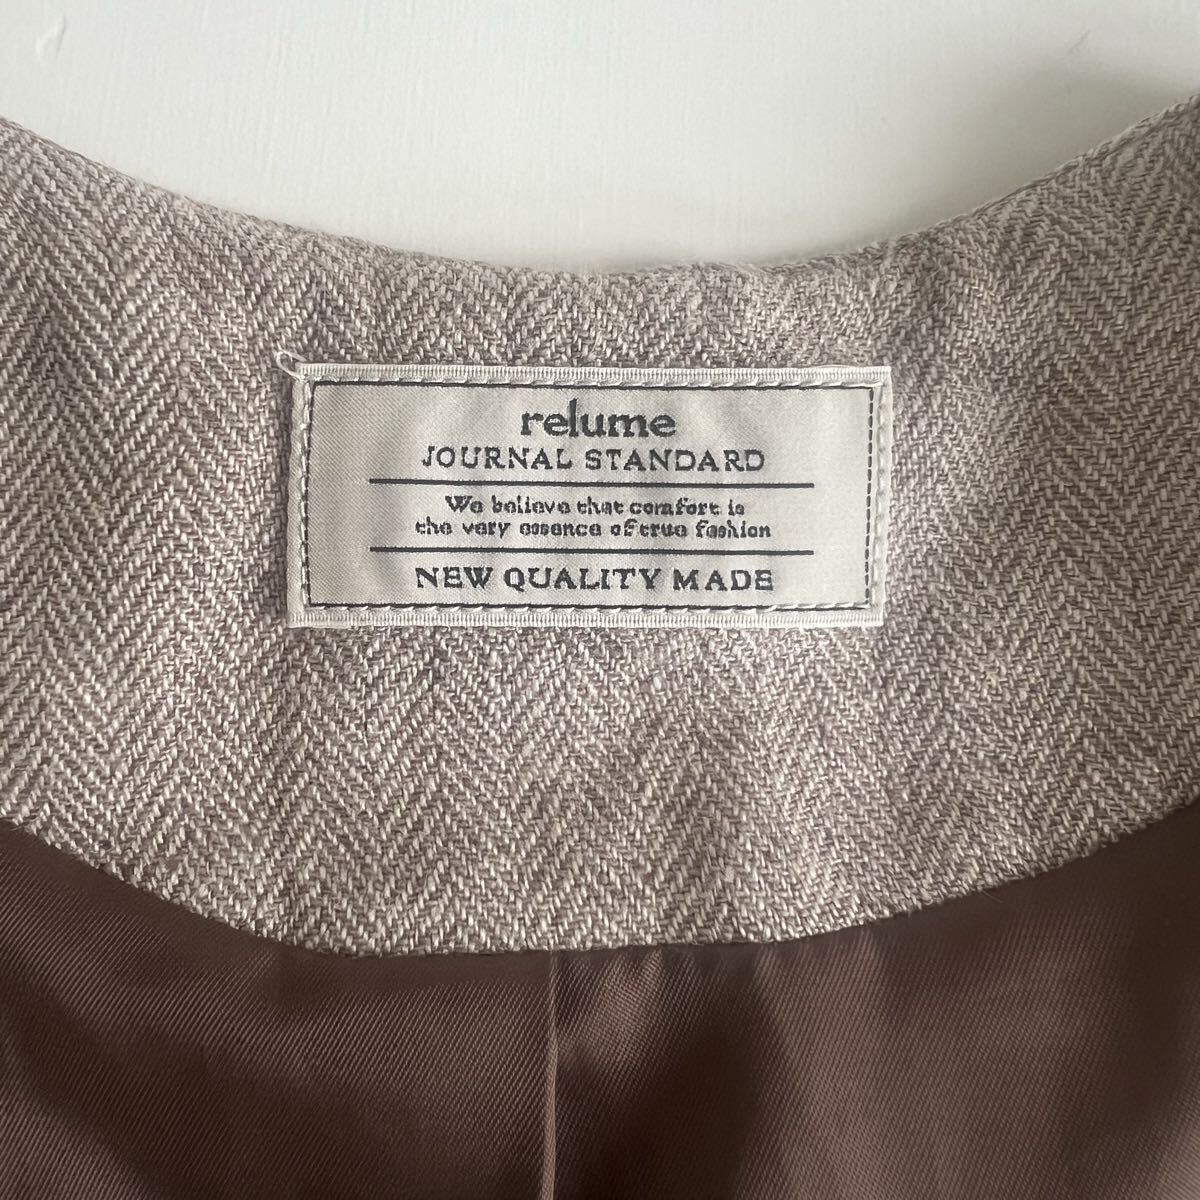 relume
JOURNAL STANDARD
We believe that comfort is
the very essence of true fashion
NEW QUALITY MADE